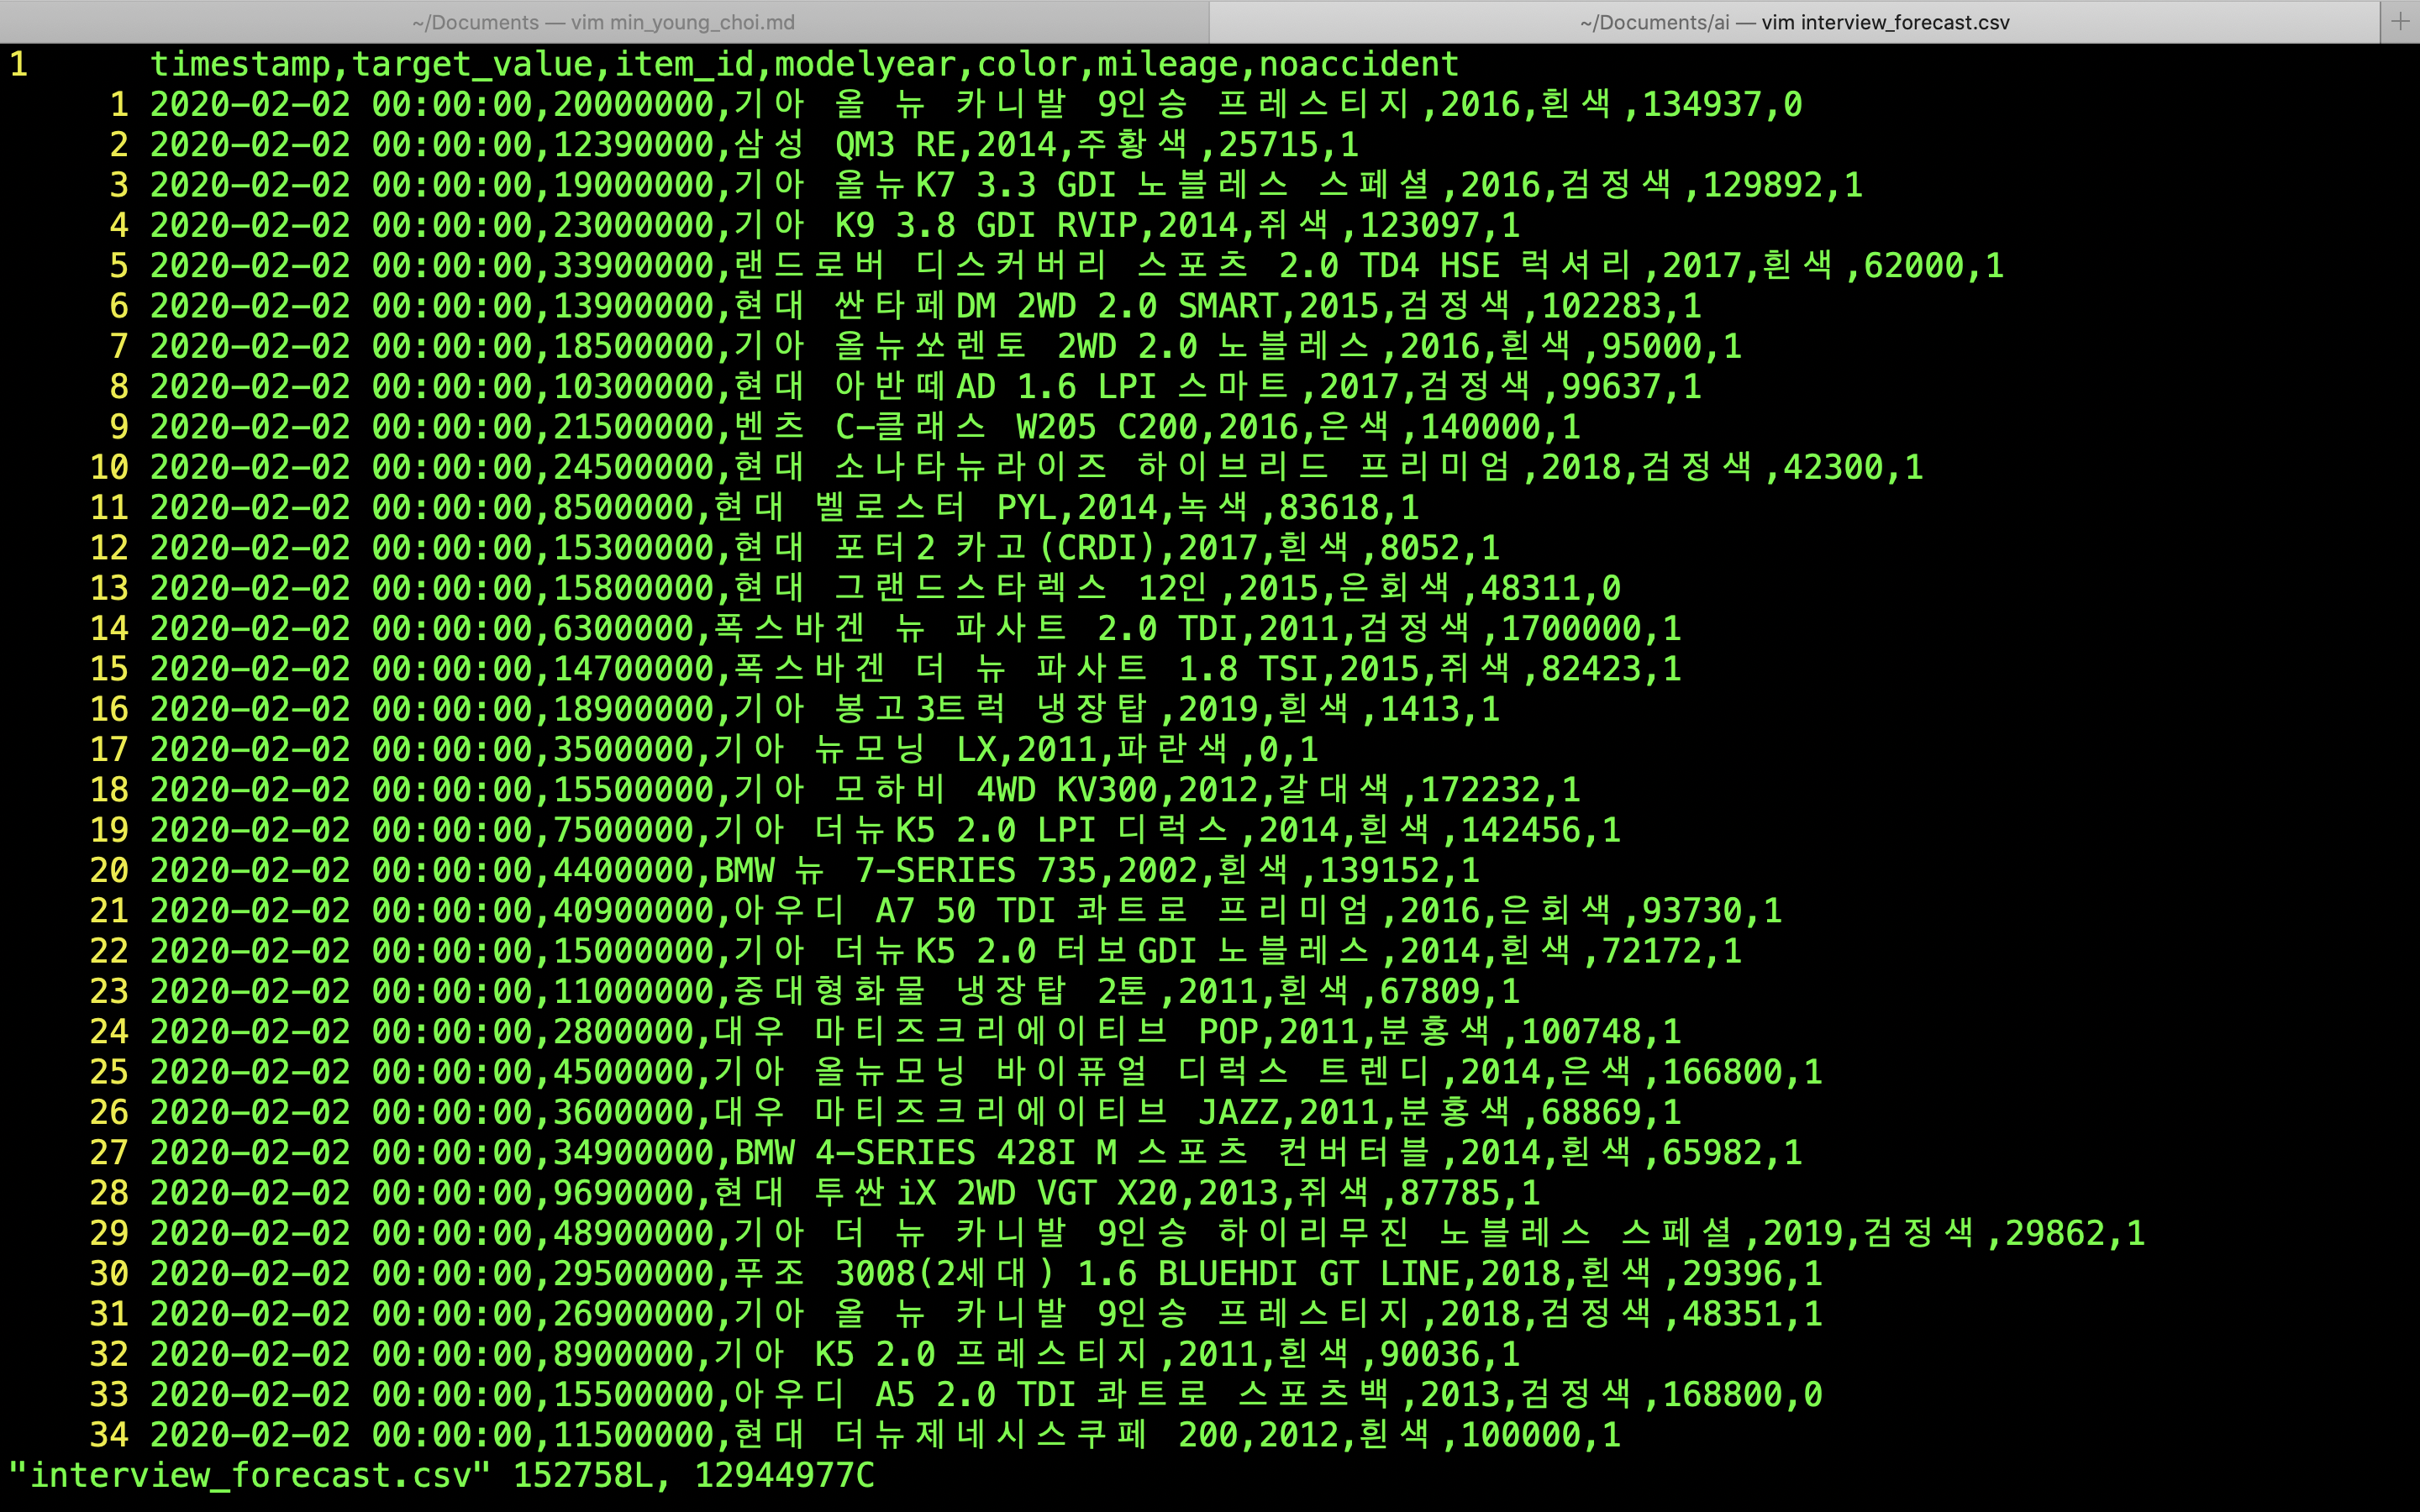 ~/Documents — vim min_young_choi.md
~/Documents/ai — vim interview_forecast.csv
1 timestamp,target_value,item_id,modelyear,color,mileage,noaccident
1 2020-02-02 00:00:00,20000000,기아 올 뉴 카니발 9인승 프레스티지,2016,흰색,134937,0
2 2020-02-02 00:00:00,12390000,삼성 QM3 RE,2014,주황색,25715,1
3 2020-02-02 00:00:00,19000000,기아 올뉴K7 3.3 GDI 노블레스 스페셜,2016,검정색,129892,1
4 2020-02-02 00:00:00,23000000,기아 K9 3.8 GDI RVIP,2014,쥐색,123097,1
5 2020-02-02 00:00:00,33900000,랜드로버 디스커버리 스포츠 2.0 TD4 HSE 럭셔리,2017,흰색,62000,1
6 2020-02-02 00:00:00,13900000,현대 싼타페DM 2WD 2.0 SMART,2015,검정색,102283,1
7 2020-02-02 00:00:00,18500000,기아 올뉴쏘렌토 2WD 2.0 노블레스,2016,흰색,95000,1
8 2020-02-02 00:00:00,10300000,현대 아반떼AD 1.6 LPI 스마트,2017,검정색,99637,1
9 2020-02-02 00:00:00,21500000,벤츠 C-클래스 W205 C200,2016,은색,140000,1
10 2020-02-02 00:00:00,24500000,현대 소나타뉴라이즈 하이브리드 프리미엄,2018,검정색,42300,1
11 2020-02-02 00:00:00,8500000,현대 벨로스터 PYL,2014,녹색,83618,1
12 2020-02-02 00:00:00,15300000,현대 포터2 카고(CRDI),2017,흰색,8052,1
13 2020-02-02 00:00:00,15800000,현대 그랜드스타렉스 12인,2015,은회색,48311,0
14 2020-02-02 00:00:00,6300000,폭스바겐 뉴 파사트 2.0 TDI,2011,검정색,1700000,1
15 2020-02-02 00:00:00,14700000,폭스바겐 더 뉴 파사트 1.8 TSI,2015,쥐색,82423,1
16 2020-02-02 00:00:00,18900000,기아 봉고3트럭 냉장탑,2019,흰색,1413,1
17 2020-02-02 00:00:00,3500000,기아 뉴모닝 LX,2011,파란색,0,1
18 2020-02-02 00:00:00,15500000,기아 모하비 4WD KV300,2012,갈대색,172232,1
19 2020-02-02 00:00:00,7500000,기아 더뉴K5 2.0 LPI 디럭스,2014,흰색,142456,1
20 2020-02-02 00:00:00,4400000,BMW 뉴 7-SERIES 735,2002,흰색,139152,1
21 2020-02-02 00:00:00,40900000,아우디 A7 50 TDI 콰트로 프리미엄,2016,은회색,93730,1
22 2020-02-02 00:00:00,15000000,기아 더뉴K5 2.0 터보GDI 노블레스,2014,흰색,72172,1
23 2020-02-02 00:00:00,11000000,중대형화물 냉장탑 2톤,2011,흰색,67809,1
24 2020-02-02 00:00:00,2800000,대우 마티즈크리에이티브 POP,2011,분홍색,100748,1
25 2020-02-02 00:00:00,4500000,기아 올뉴모닝 바이퓨얼 디럭스 트렌디,2014,은색,166800,1
26 2020-02-02 00:00:00,3600000,대우 마티즈크리에이티브 JAZZ,2011,분홍색,68869,1
27 2020-02-02 00:00:00,34900000,BMW 4-SERIES 428I M 스포츠 컨버터블,2014,흰색,65982,1
28 2020-02-02 00:00:00,9690000,현대 투싼iX 2WD VGT X20,2013,쥐색,87785,1
29 2020-02-02 00:00:00,48900000,기아 더 뉴 카니발 9인승 하이리무진 노블레스 스페셜,2019,검정색,29862,1
30 2020-02-02 00:00:00,29500000,푸조 3008(2세대) 1.6 BLUEHDI GT LINE,2018,흰색,29396,1
31 2020-02-02 00:00:00,26900000,기아 올 뉴 카니발 9인승 프레스티지,2018,검정색,48351,1
32 2020-02-02 00:00:00,8900000,기아 K5 2.0 프레스티지,2011,흰색,90036,1
33 2020-02-02 00:00:00,15500000,아우디 A5 2.0 TDI 콰트로 스포츠백,2013,검정색,168800,0
34 2020-02-02 00:00:00,11500000,현대 더뉴제네시스쿠페 200,2012,흰색,100000,1
"interview_forecast.csv" 152758L, 12944977C